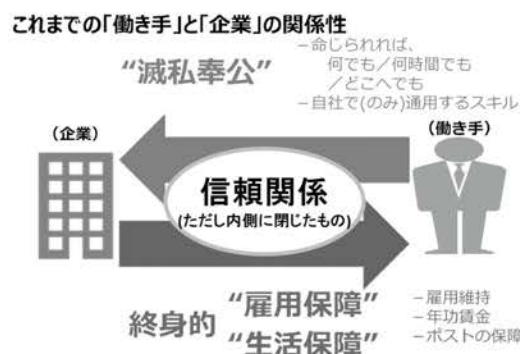 これまでの「働き手」と「企業」の関係性
“滅私奉公”
－命じられれば、
何でも／何時間でも
／どこへでも
－自社で(のみ)通用するスキル
（企業）
（働き手）
信頼関係
(ただし内側に閉じたもの)
終身的
“雇用保障”
“生活保障”
－雇用維持
－年功賃金
－ポストの保障